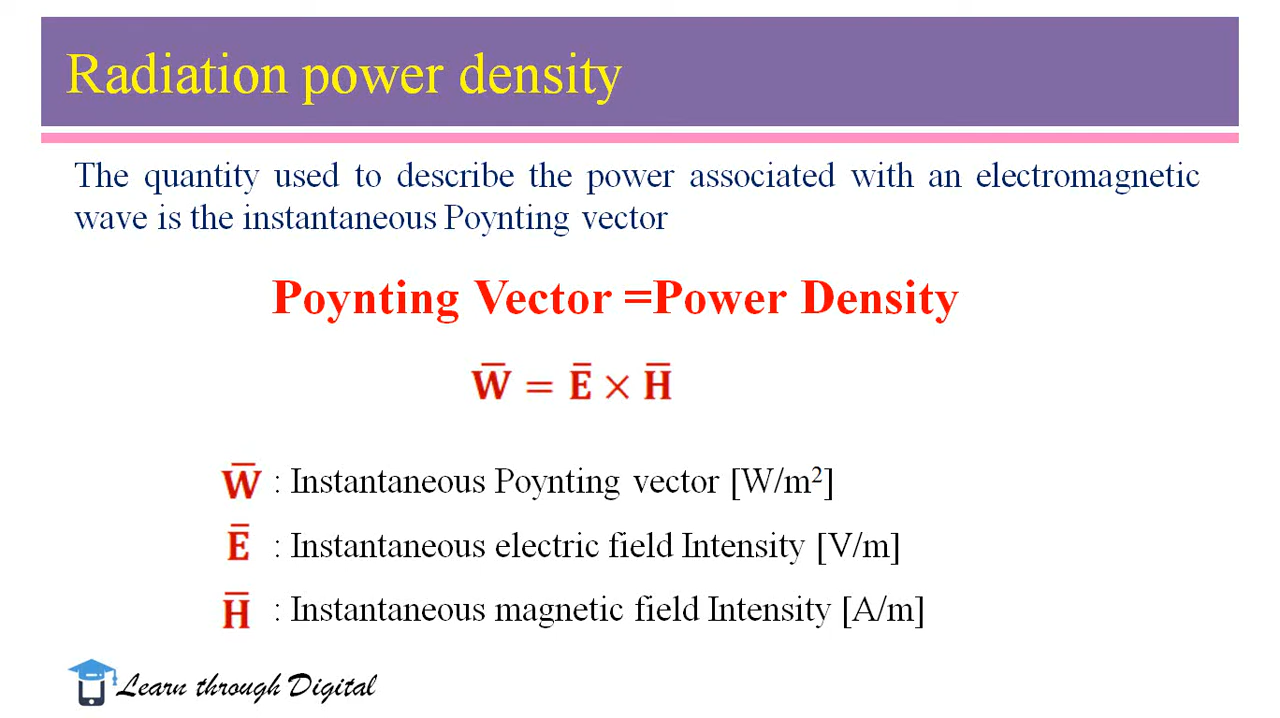 Radiation power density
The quantity used to describe the power associated with an electromagnetic
wave is the instantaneous Poynting vector
Poynting Vector =Power Density
W̅ = E̅ × H̅
W̅ : Instantaneous Poynting vector [W/m²]
E̅ : Instantaneous electric field Intensity [V/m]
H̅ : Instantaneous magnetic field Intensity [A/m]
Learn through Digital